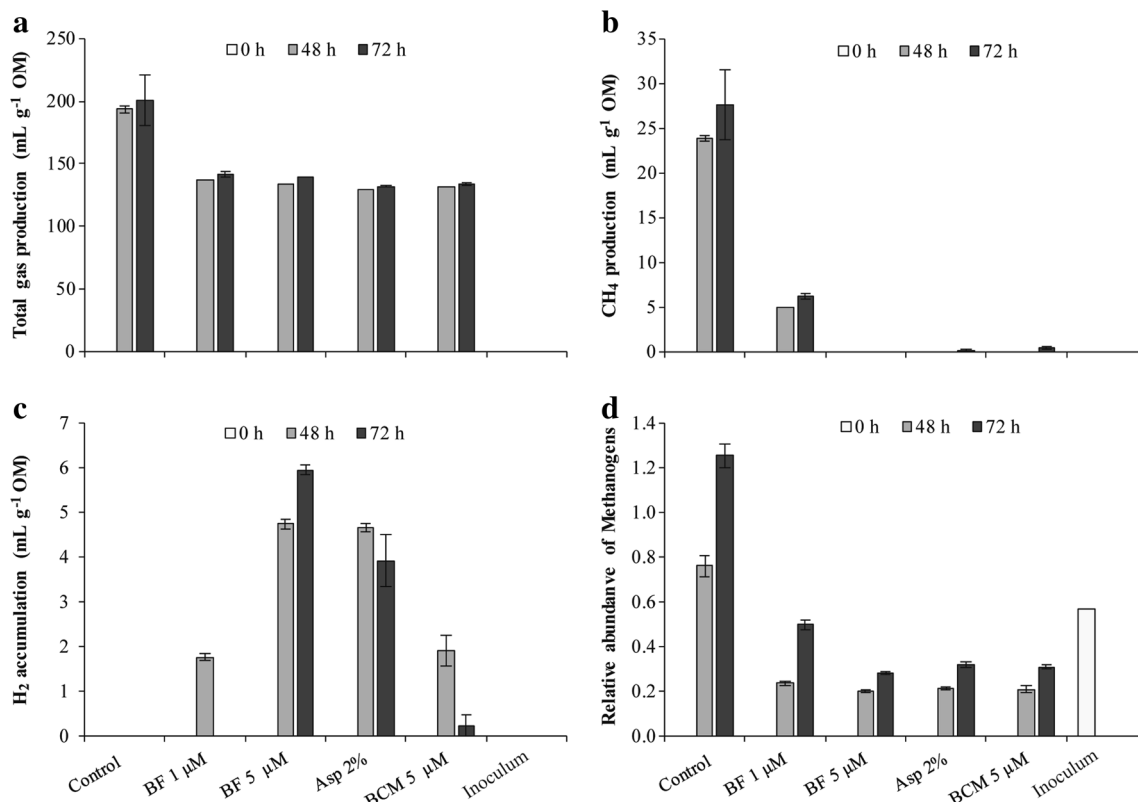 a
250
200
150
100
50
0
Total gas production (mL g-1 OM)
0 h 48 h 72 h
b
35
30
25
20
15
10
5
0
CH4 production (mL g-1 OM)
0 h 48 h 72 h
c
7
6
5
4
3
2
1
0
H2 accumulation (mL g-1 OM)
0 h 48 h 72 h
Control
BF 1 µM
BF 5 µM
Asp 2%
BCM 5 µM
Inoculum
d
1.4
1.2
1.0
0.8
0.6
0.4
0.2
0.0
Relative abundanve of Methanogens
0 h 48 h 72 h
Control
BF 1 µM
BF 5 µM
Asp 2%
BCM 5 µM
Inoculum